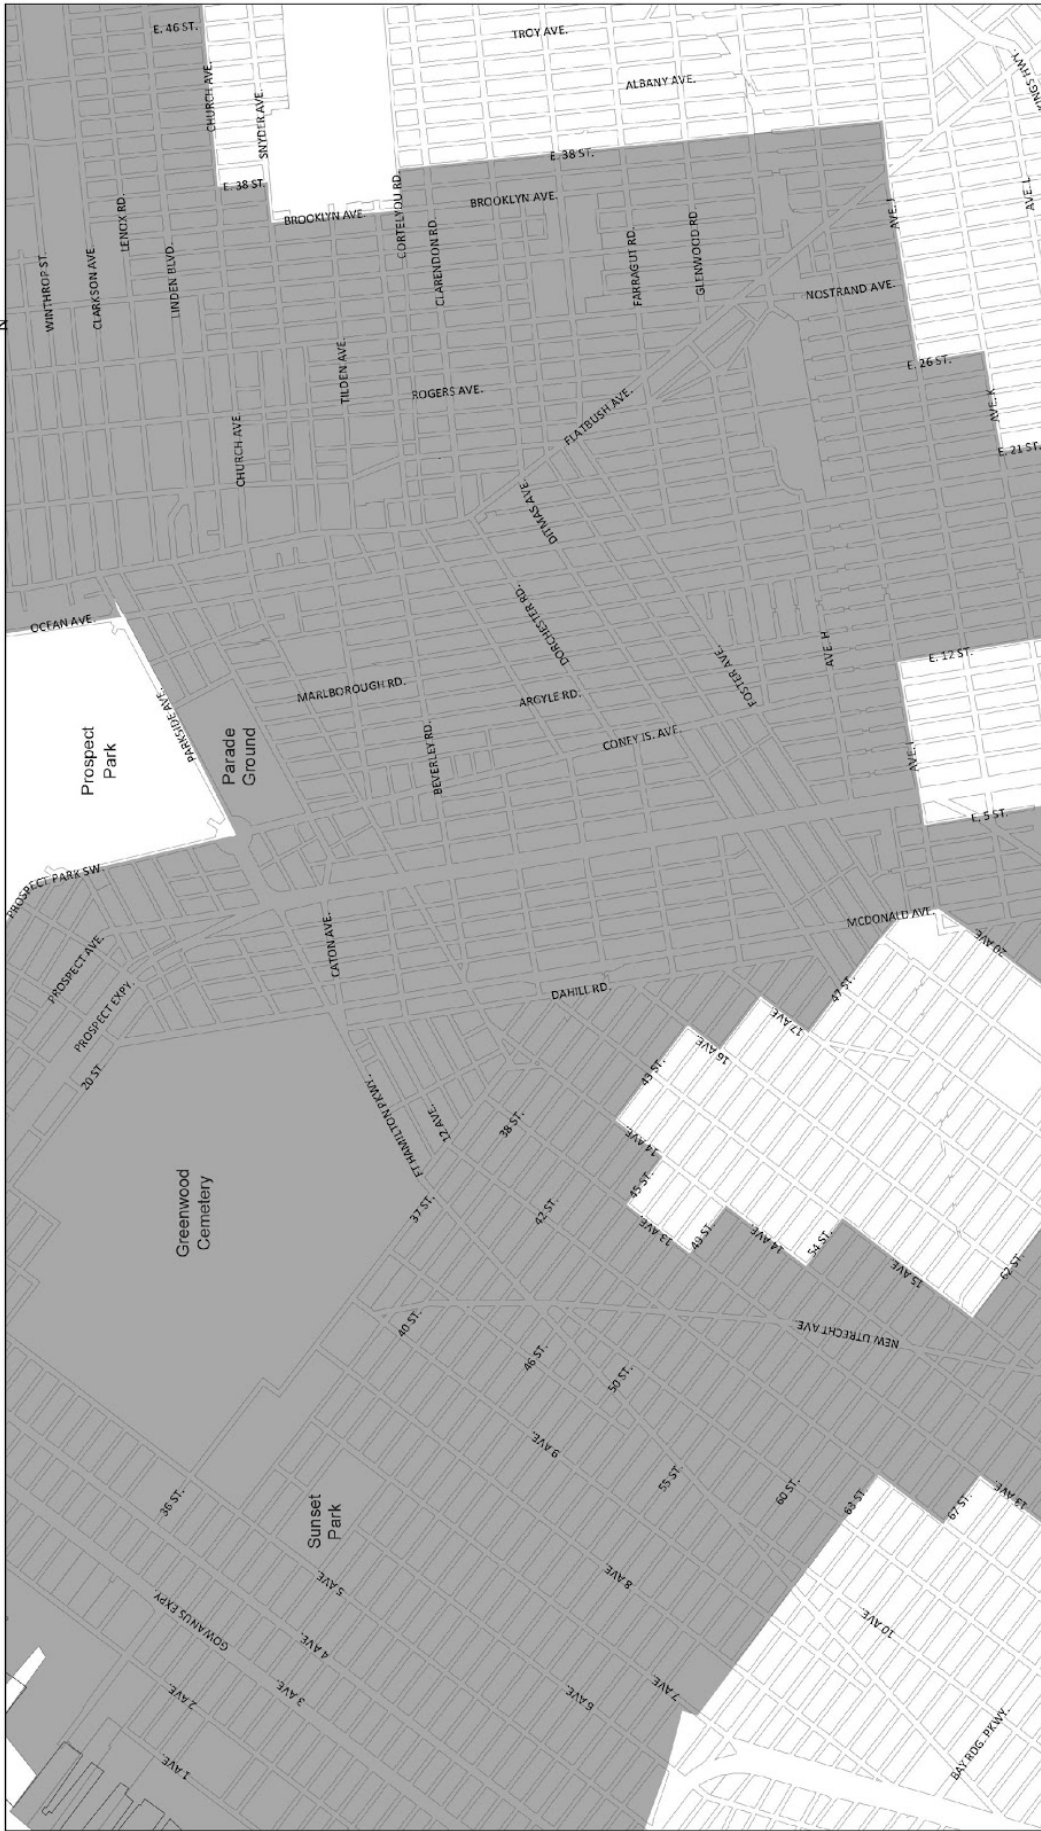 E. 46 ST.
TROY AVE.
CHURCH AVE.
SNYDER AVE.
ALBANY AVE.
KINGS HWY.
E. 38 ST.
E. 38 ST.
LENOX RD.
BROOKLYN AVE.
CORTELYOU RD.
BROOKLYN AVE.
AVE. L
AVE. J
WINTHROP ST.
CLARKSON AVE
LINDEN BLVD.
CLARENDON RD.
FARRAGUT RD.
GLENWOOD RD.
NOSTRAND AVE.
N
TILDEN AVE.
ROGERS AVE.
E. 26 ST.
AVE. K
CHURCH AVE.
FLATBUSH AVE.
E. 21 ST.
DITMAS AVE.
OCEAN AVE.
DORCHESTER RD.
AVE. H
E. 12 ST.
PARKSIDE AVE.
MARLBOROUGH RD.
ARGYLE RD.
FOSTER AVE.
Prospect
Park
Parade
Ground
BEVERLEY RD.
CONEY IS. AVE.
AVE. I
E. 5 ST.
PROSPECT PARK SW.
PROSPECT AVE.
CATON AVE.
MCDONALD AVE.
20 AVE.
PROSPECT EXPY.
DAHILL RD.
47 ST.
17 AVE.
20 ST.
16 AVE.
43 ST.
FT HAMILTON PKWY.
12 AVE.
38 ST.
14 AVE.
Greenwood
Cemetery
37 ST.
42 ST.
45 ST.
13 AVE.
49 ST.
14 AVE.
54 ST.
15 AVE
62 ST.
40 ST.
NEW UTRECHT AVE
46 ST.
50 ST.
9 AVE.
55 ST.
60 ST.
36 ST.
Sunset
Park
63 ST
67 ST.
13 AVE.
5 AVE.
8 AVE.
GOWANUS EXPY
4 AVE.
10 AVE.
3 AVE.
2 AVE.
6 AVE.
7 AVE.
1 AVE.
BAY RDG. PKWY.